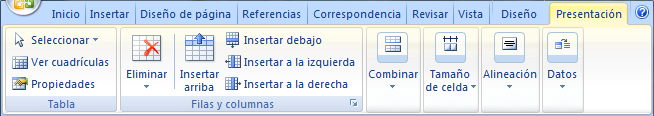 Inicio Insertar Diseño de página Referencias Correspondencia Revisar Vista Diseño Presentación
Seleccionar
Ver cuadrículas
Propiedades
Tabla
Eliminar
Insertar arriba
Insertar debajo
Insertar a la izquierda
Insertar a la derecha
Filas y columnas
Combinar
Tamaño de celda
Alineación
Datos